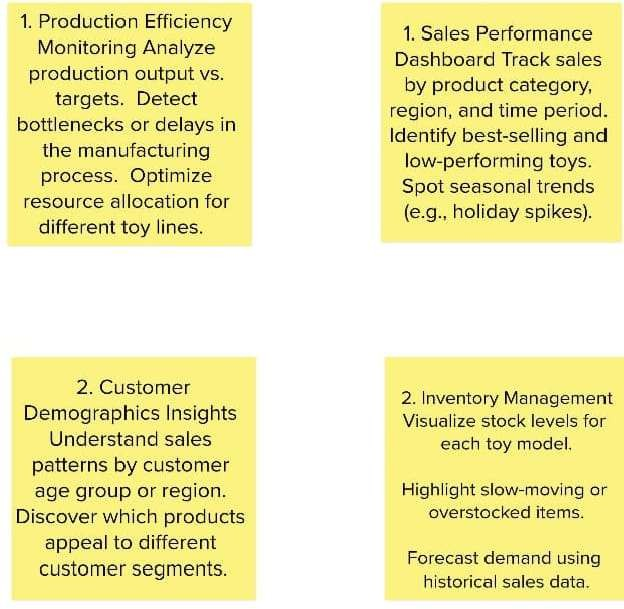 1. Production Efficiency
Monitoring Analyze
production output vs.
targets.  Detect
bottlenecks or delays in
the manufacturing
process.  Optimize
resource allocation for
different toy lines.
1. Sales Performance
Dashboard Track sales
by product category,
region, and time period.
Identify best-selling and
low-performing toys.
Spot seasonal trends
(e.g., holiday spikes).
2. Customer
Demographics Insights
Understand sales
patterns by customer
age group or region.
Discover which products
appeal to different
customer segments.
2. Inventory Management
Visualize stock levels for
each toy model.
Highlight slow-moving or
overstocked items.
Forecast demand using
historical sales data.